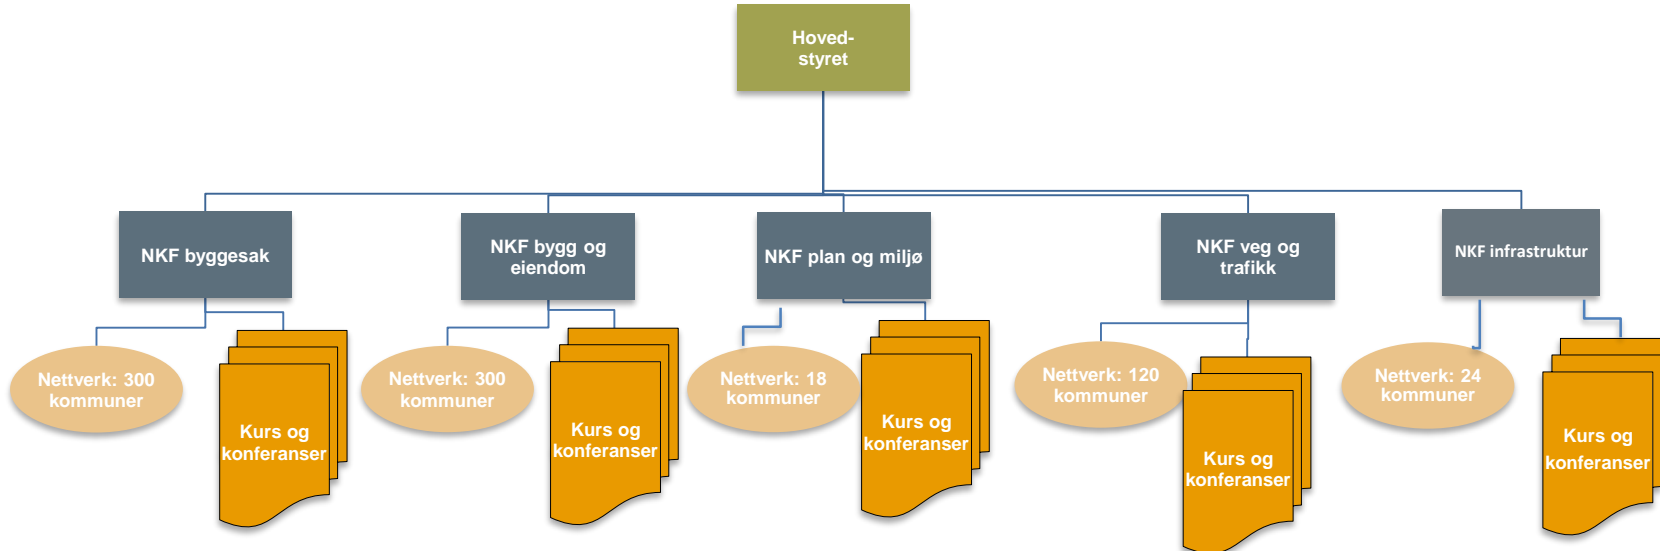 Hoved-
styret
NKF byggesak
NKF bygg og
eiendom
NKF plan og miljø
NKF veg og
trafikk
NKF infrastruktur
Nettverk: 300
kommuner
Kurs og
konferanser
Nettverk: 300
kommuner
Kurs og
konferanser
Nettverk: 18
kommuner
Kurs og
konferanser
Nettverk: 120
kommuner
Kurs og
konferanser
Nettverk: 24
kommuner
Kurs og
konferanser